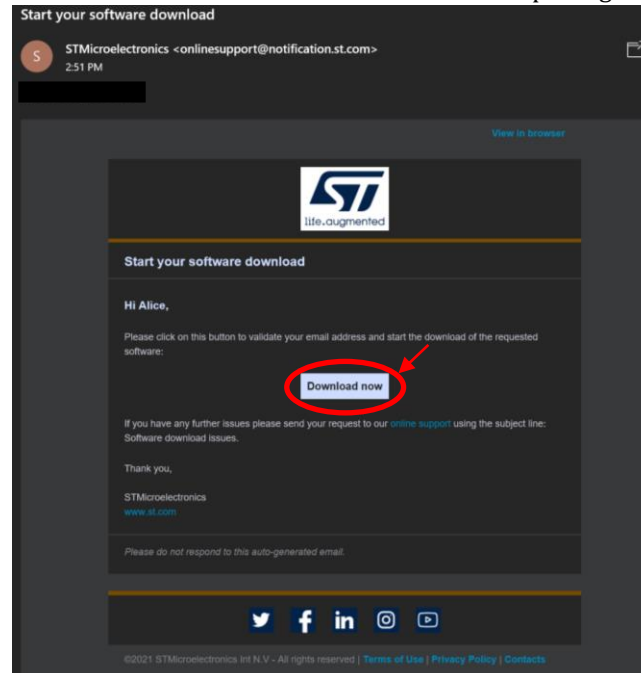 Start your software download
S
STMicroelectronics <onlinesupport@notification.st.com>
2:51 PM
View in browser
ST
life.augmented
Start your software download
Hi Alice,
Please click on this button to validate your email address and start the download of the requested
software:
Download now
If you have any further issues please send your request to our online support using the subject line:
Software download issues.
Thank you,
STMicroelectronics
www.st.com
Please do not respond to this auto-generated email.
©2021 STMicroelectronics Int N.V - All rights reserved | Terms of Use | Privacy Policy | Contacts